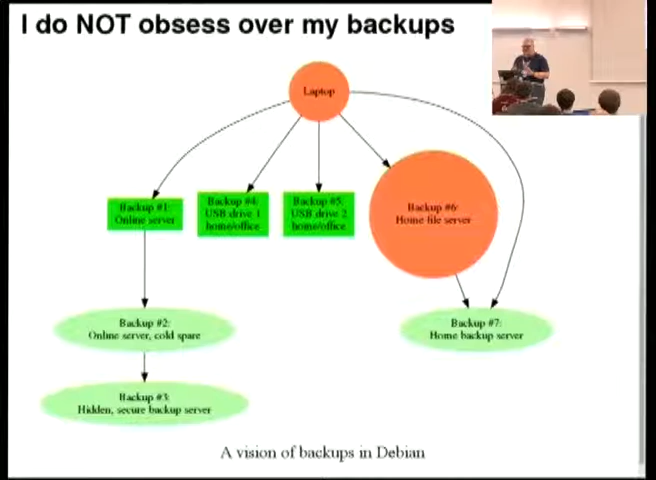 I do NOT obsess over my backups
Laptop
Backup #1:
Online server
Backup #4:
USB drive 1
home/office
Backup #5:
USB drive 2
home/office
Backup #6:
Home file server
Backup #2:
Online server, cold spare
Backup #7:
Home backup server
Backup #3:
Hidden, secure backup server
A vision of backups in Debian